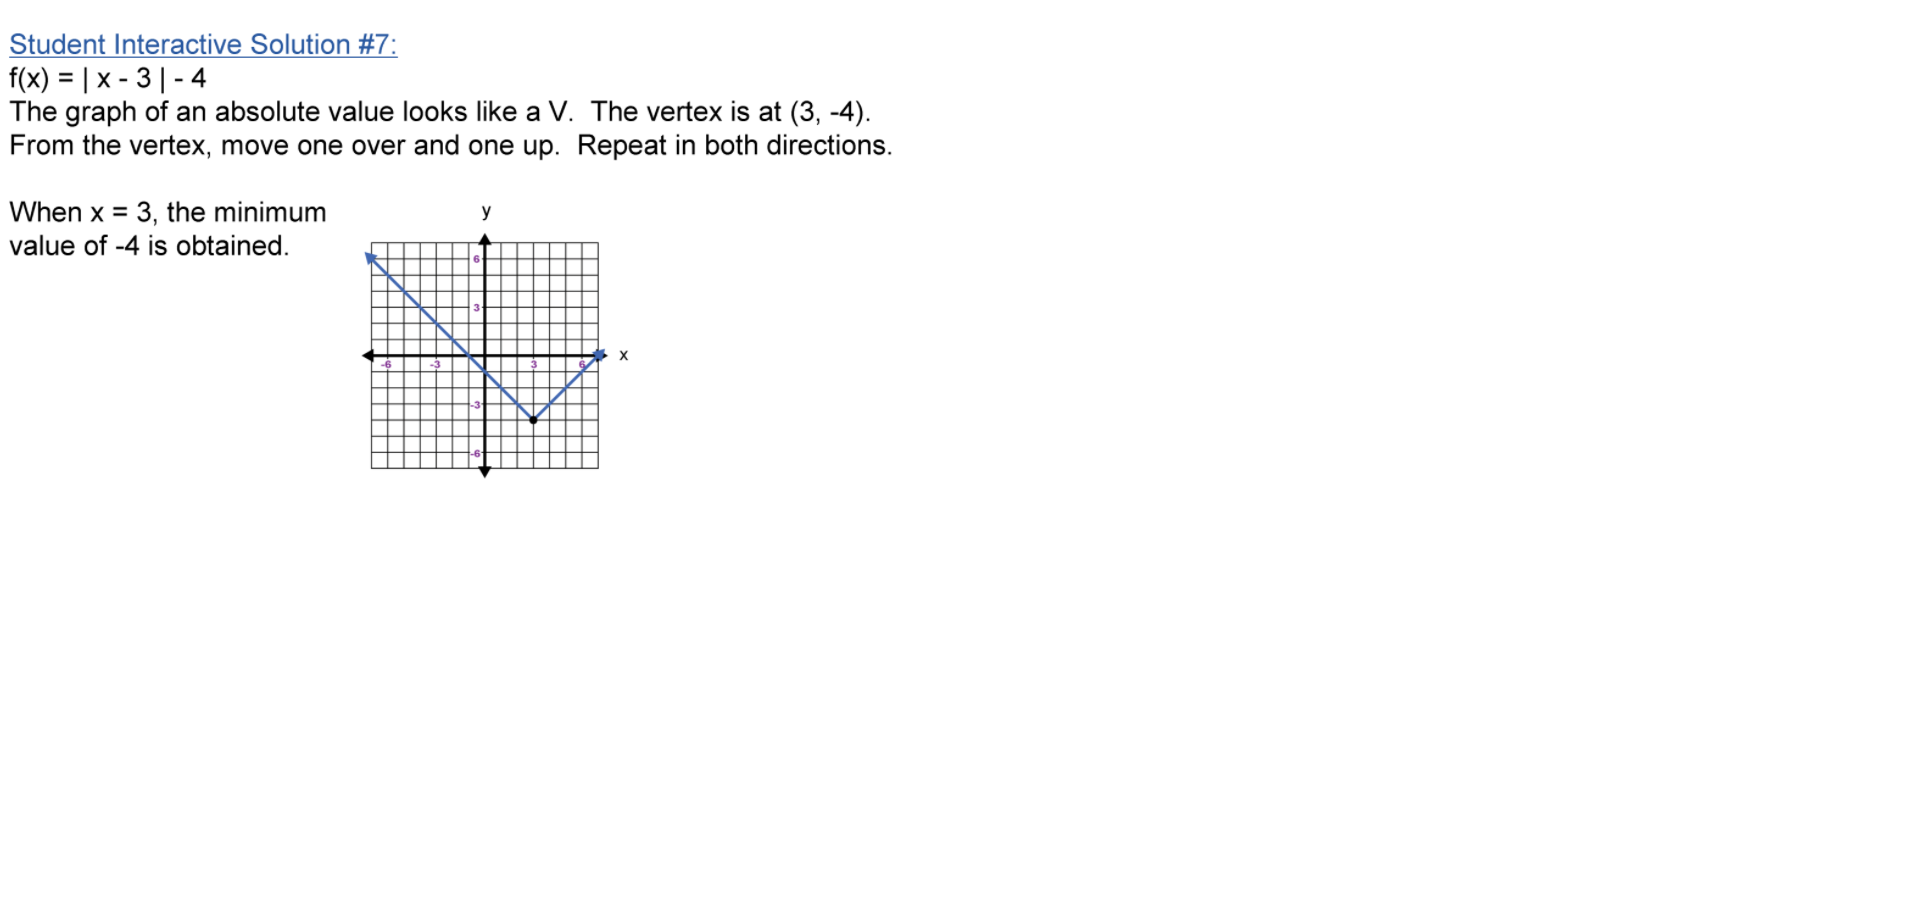 Student Interactive Solution #7:
f(x) = | x - 3 | - 4
The graph of an absolute value looks like a V.  The vertex is at (3, -4).
From the vertex, move one over and one up.  Repeat in both directions.
When x = 3, the minimum
value of -4 is obtained.
y
6
3
x
-6 -3 3 6
-3
-6